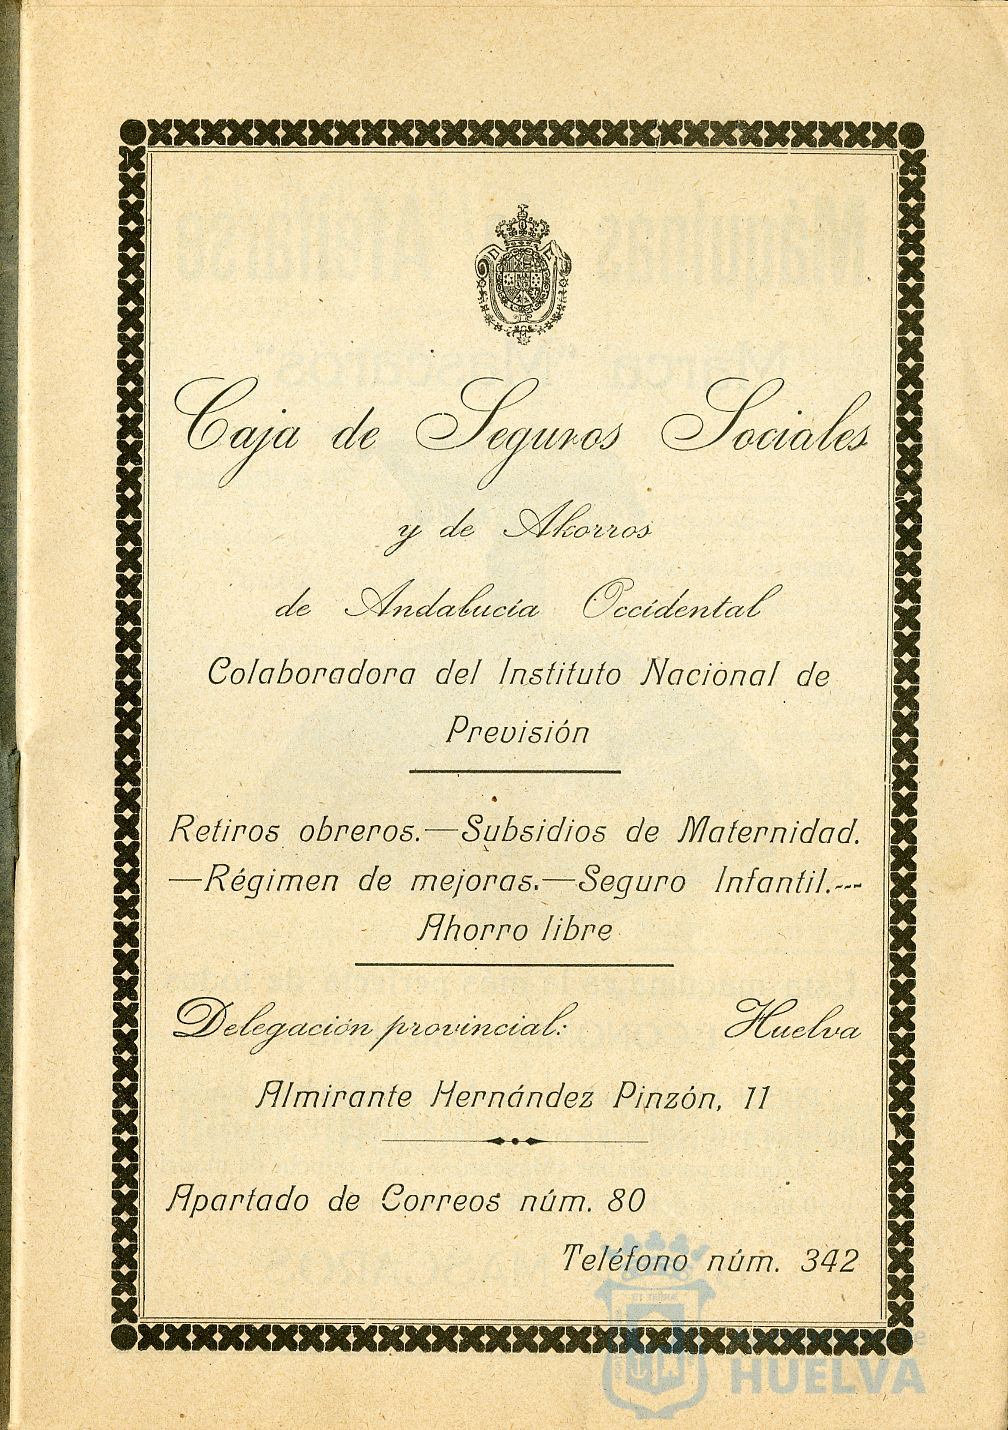 Caja de Seguros Sociales
y de Ahorros
de Andalucía Occidental
Colaboradora del Instituto Nacional de
Previsión
Retiros obreros.—Subsidios de Maternidad.
—Régimen de mejoras.—Seguro Infantil.---
Ahorro libre
Delegación provincial: Huelva
Almirante Hernández Pinzón, 11
Apartado de Correos núm. 80
Teléfono núm. 342
HUELVA